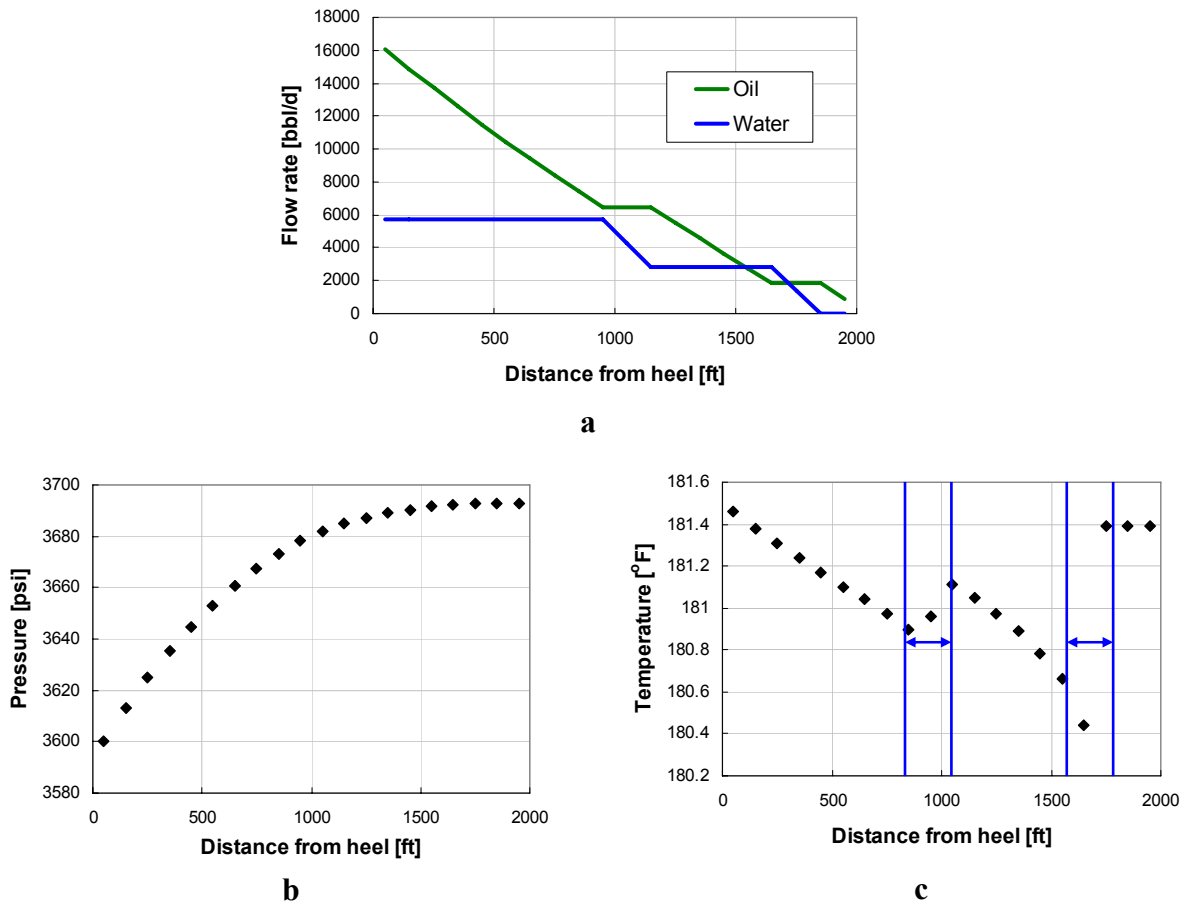 18000
16000
14000
12000
10000
8000
6000
4000
2000
0
Flow rate [bbl/d]
Oil
Water
0 500 1000 1500 2000
Distance from heel [ft]
a
3700
3680
3660
3640
3620
3600
3580
Pressure [psi]
0 500 1000 1500 2000
Distance from heel [ft]
b
181.6
181.4
181.2
181
180.8
180.6
180.4
180.2
Temperature [°F]
0 500 1000 1500 2000
Distance from heel [ft]
c